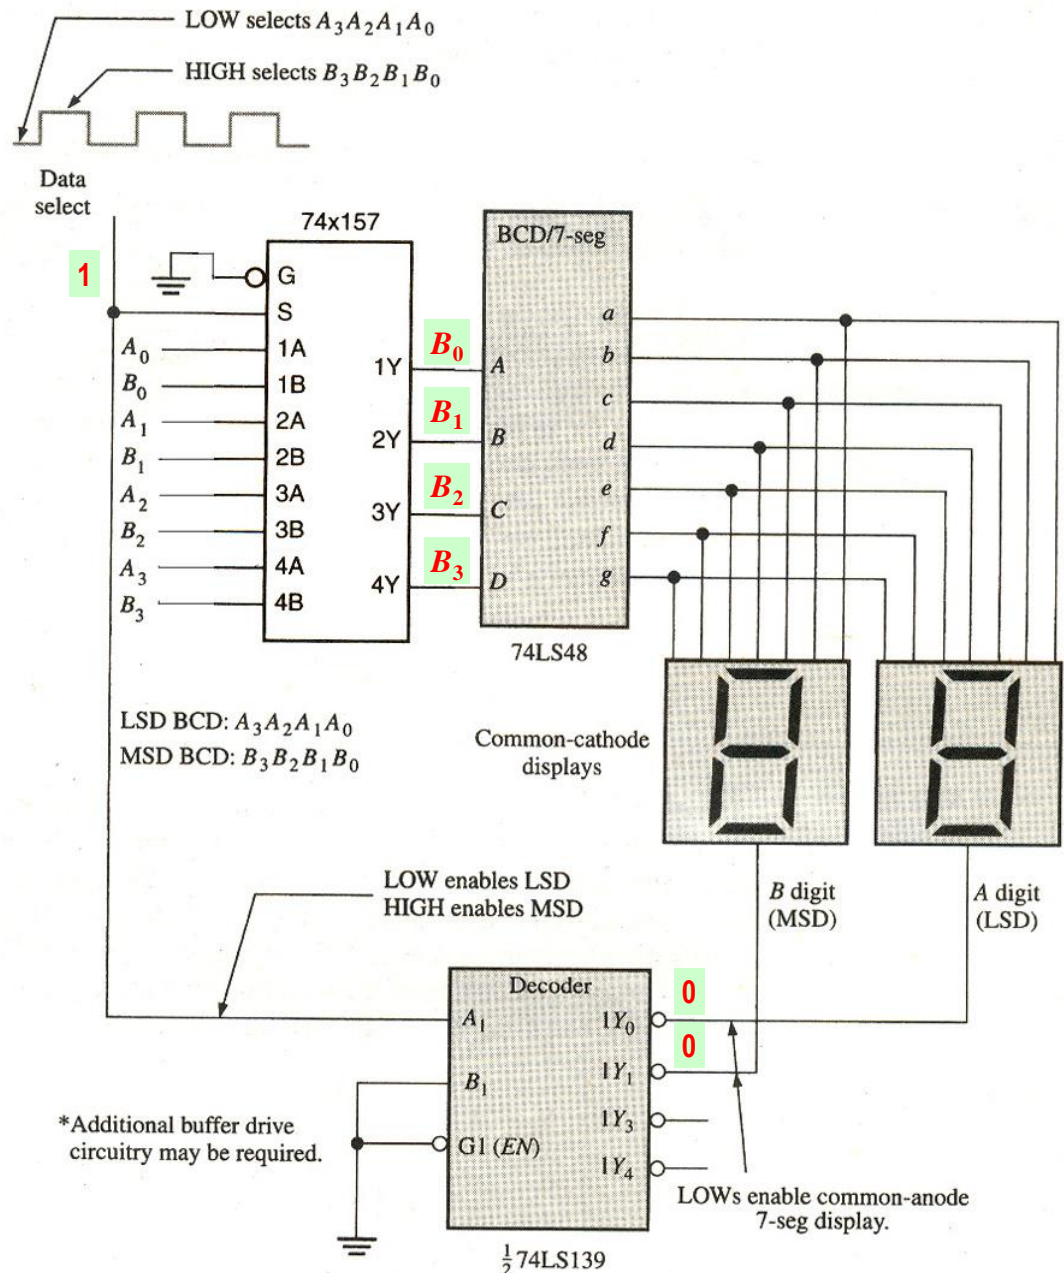 LOW selects A3A2A1A0
HIGH selects B3B2B1B0
Data
select
1
74x157
G
S
1A
1B
2A
2B
3A
3B
4A
4B
A0
B0
A1
B1
A2
B2
A3
B3
1Y
2Y
3Y
4Y
B0
B1
B2
B3
BCD/7-seg
A
B
C
D
a
b
c
d
e
f
g
74LS48
LSD BCD: A3A2A1A0
MSD BCD: B3B2B1B0
Common-cathode
displays
B digit
(MSD)
A digit
(LSD)
LOW enables LSD
HIGH enables MSD
Decoder
A1
B1
G1 (EN)
1Y0
1Y1
1Y3
1Y4
0
0
*Additional buffer drive
circuitry may be required.
LOWs enable common-anode
7-seg display.
½ 74LS139